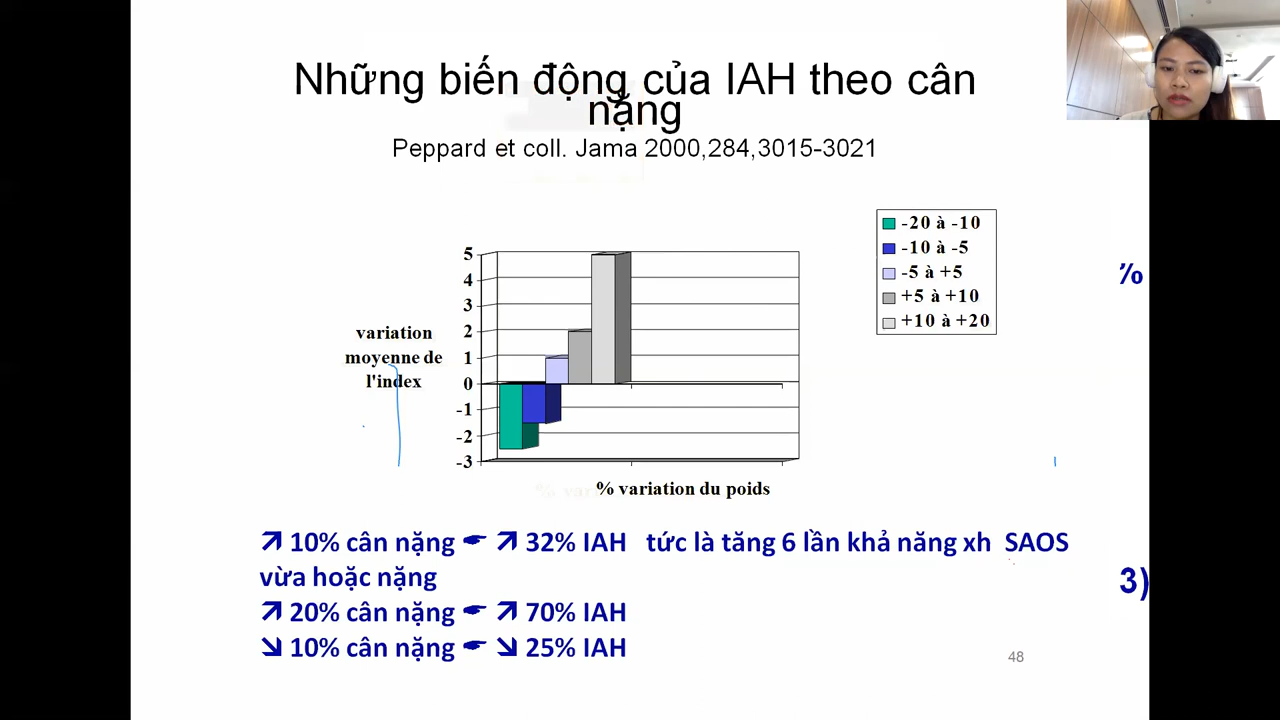 Những biến động của IAH theo cân
nặng
Peppard et coll. Jama 2000,284,3015-3021
-20 à -10
-10 à -5
-5 à +5
+5 à +10
+10 à +20
%
5
4
3
2
1
0
-1
-2
-3
variation
moyenne de
l'index
% variation du poids
↗ 10% cân nặng ☛ ↗ 32% IAH tức là tăng 6 lần khả năng xh SAOS
vừa hoặc nặng
3)
↗ 20% cân nặng ☛ ↗ 70% IAH
↘ 10% cân nặng ☛ ↘ 25% IAH
48